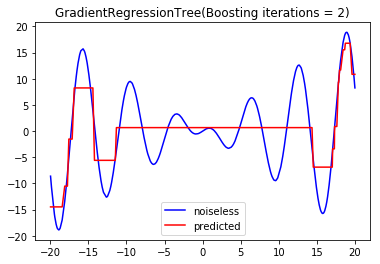 GradientRegressionTree(Boosting iterations = 2)
20
15
10
5
0
−5
−10
−15
−20
noiseless
predicted
−20 −15 −10 −5 0 5 10 15 20